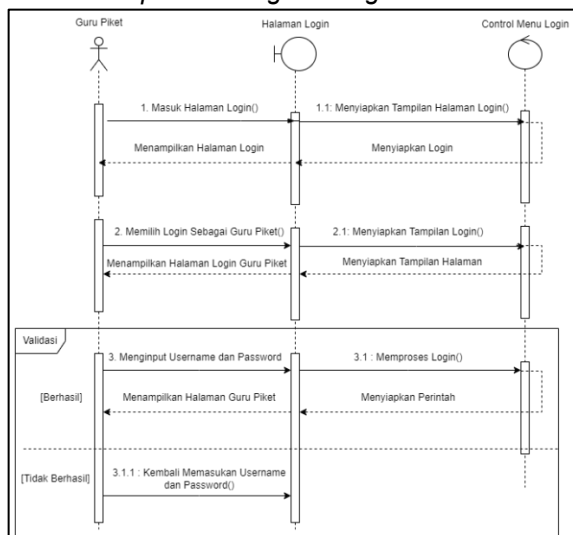 Guru Piket
Halaman Login
Control Menu Login
1. Masuk Halaman Login()
1.1: Menyiapkan Tampilan Halaman Login()
Menampilkan Halaman Login
Menyiapkan Login
2. Memilih Login Sebagai Guru Piket()
2.1: Menyiapkan Tampilan Login()
Menampilkan Halaman Login Guru Piket
Menyiapkan Tampilan Halaman
Validasi
3. Menginput Username dan Password
3.1 : Memproses Login()
[Berhasil]
Menampilkan Halaman Guru Piket
Menyiapkan Perintah
[Tidak Berhasil]
3.1.1 : Kembali Memasukan Username
dan Password()